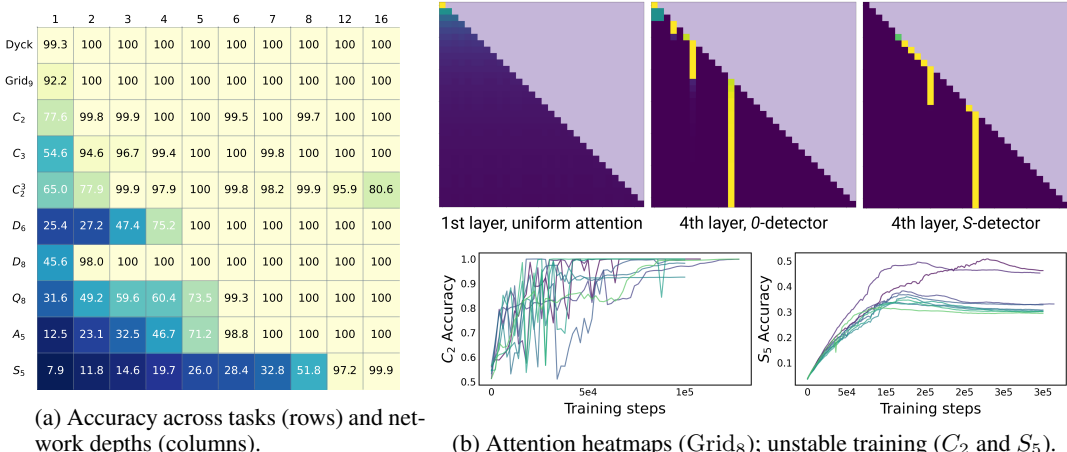 1 2 3 4 5 6 7 8 12 16
Dyck 99.3 100 100 100 100 100 100 100 100 100
Grid₉ 92.2 100 100 100 100 100 100 100 100 100
C₂ 77.6 99.8 99.9 100 100 99.5 100 99.7 100 100
C₃ 54.6 94.6 96.7 99.4 100 100 99.8 100 100 100
C₂³ 65.0 77.9 99.9 97.9 100 99.8 98.2 99.9 95.9 80.6
D₆ 25.4 27.2 47.4 75.2 100 100 100 100 100 100
D₈ 45.6 98.0 100 100 100 100 100 100 100 100
Q₈ 31.6 49.2 59.6 60.4 73.5 99.3 100 100 100 100
A₅ 12.5 23.1 32.5 46.7 71.2 98.8 100 100 100 100
S₅ 7.9 11.8 14.6 19.7 26.0 28.4 32.8 51.8 97.2 99.9
(a) Accuracy across tasks (rows) and net-
work depths (columns).
1st layer, uniform attention
4th layer, 0-detector
4th layer, S-detector
C₂ Accuracy
1.0
0.9
0.8
0.7
0.6
0.5
0 5e4 1e5
Training steps
S₅ Accuracy
0.5
0.4
0.3
0.2
0.1
0 5e4 1e5 2e5 2e5 3e5 3e5
Training steps
(b) Attention heatmaps (Grid₈); unstable training (C₂ and S₅).